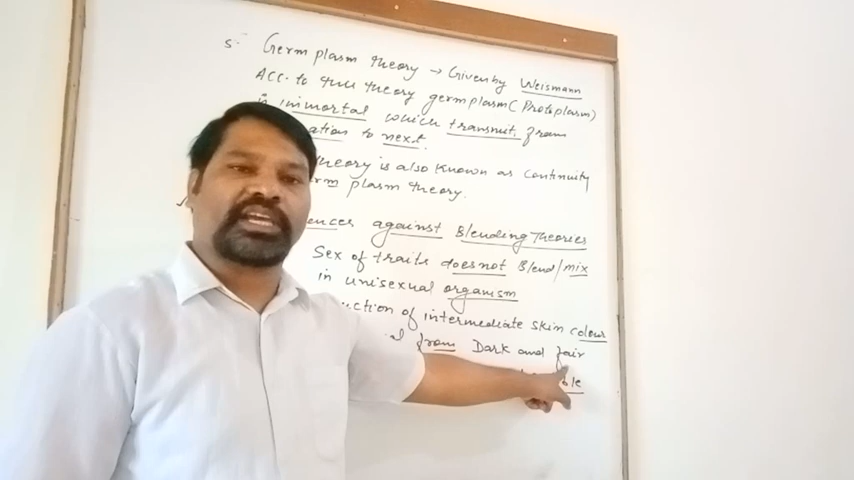 5:- Germ plasm theory → Given by Weismann
Acc. to this theory germplasm (Protoplasm)
is immortal which transmit from
ation to next.
theory is also known as continuity
rm plasm theory.
ences against Blending Theories
Sex of traits does not Blend/mix
in unisexual organism
uction of intermediate skin colour
from Dark and fair
ble